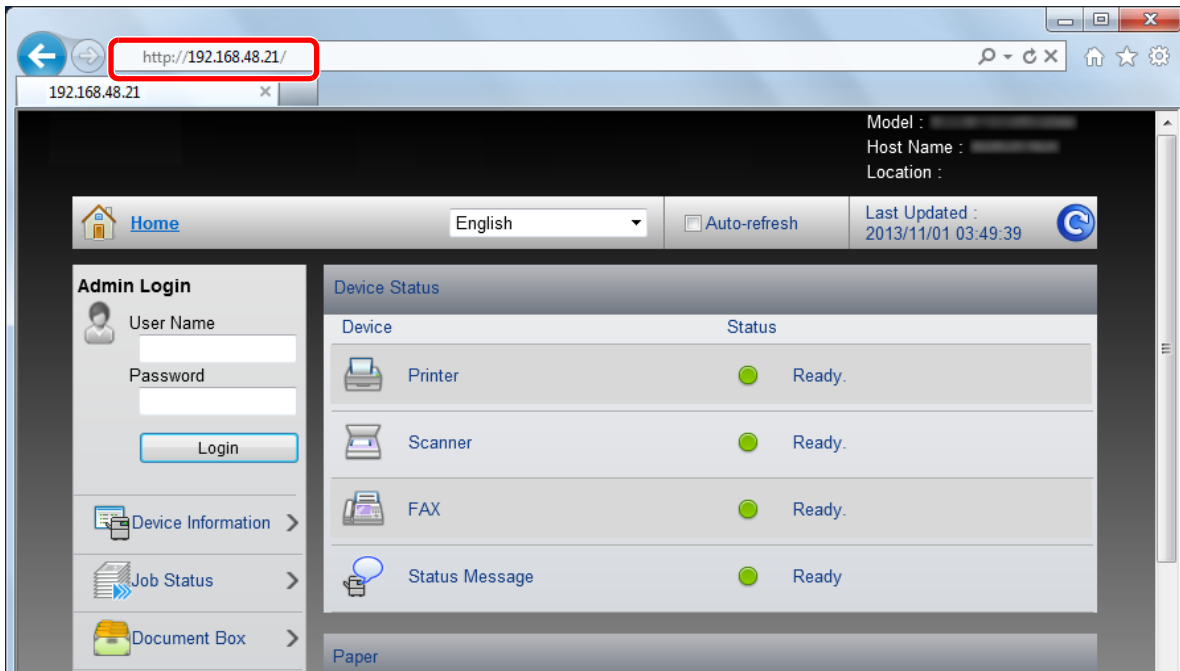 http://192.168.48.21/
192.168.48.21
Model :
Host Name :
Location :
Home
English
Auto-refresh
Last Updated :
2013/11/01 03:49:39
Admin Login
User Name
Password
Login
Device Information
Job Status
Document Box
Device Status
Device Status
Printer Ready.
Scanner Ready.
FAX Ready.
Status Message Ready
Paper